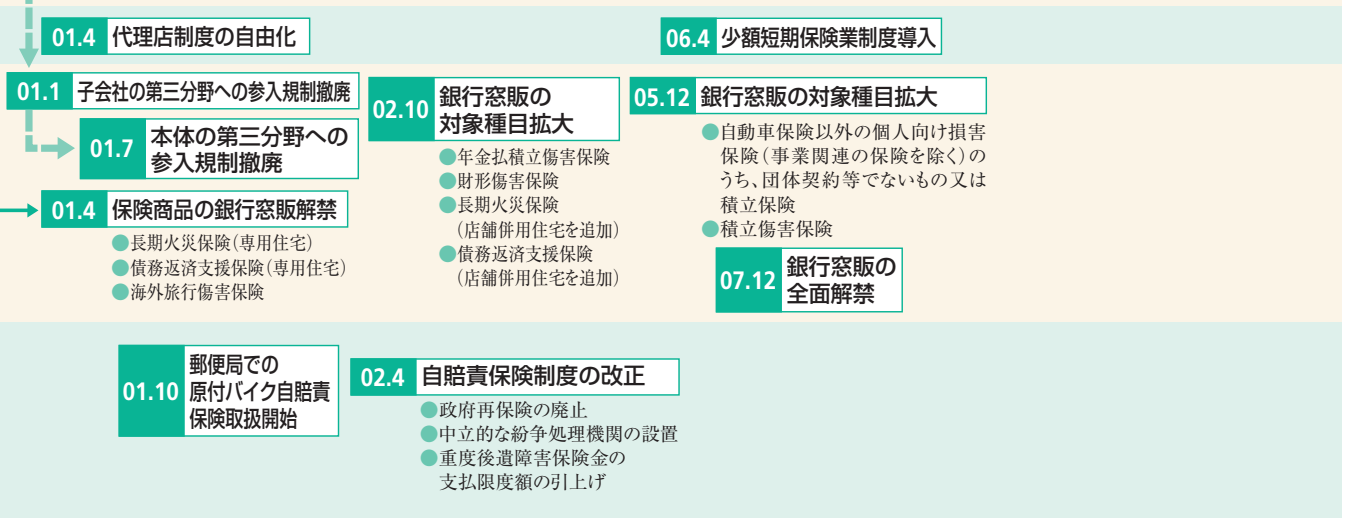 01.4 代理店制度の自由化
06.4 少額短期保険業制度導入
01.1 子会社の第三分野への参入規制撤廃
01.7 本体の第三分野への
参入規制撤廃
01.4 保険商品の銀行窓販解禁
●長期火災保険(専用住宅)
●債務返済支援保険(専用住宅)
●海外旅行傷害保険
02.10 銀行窓販の
対象種目拡大
●年金払積立傷害保険
●財形傷害保険
●長期火災保険
(店舗併用住宅を追加)
●債務返済支援保険
(店舗併用住宅を追加)
05.12 銀行窓販の対象種目拡大
●自動車保険以外の個人向け損害
保険(事業関連の保険を除く)の
うち、団体契約等でないもの又は
積立保険
●積立傷害保険
07.12 銀行窓販の
全面解禁
01.10 郵便局での
原付バイク自賠責
保険取扱開始
02.4 自賠責保険制度の改正
●政府再保険の廃止
●中立的な紛争処理機関の設置
●重度後遺障害保険金の
支払限度額の引上げ